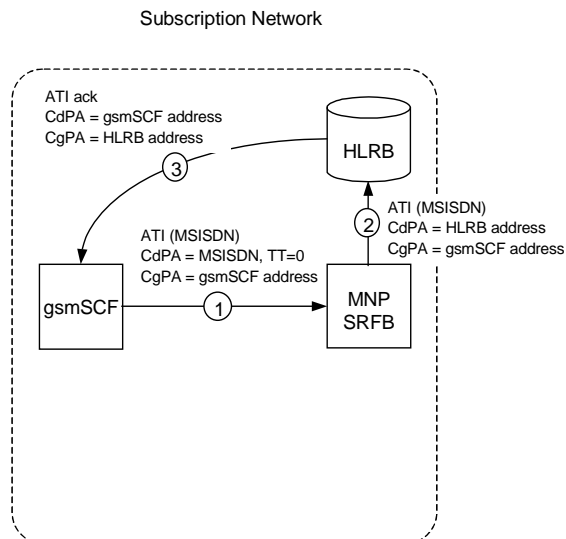 Subscription Network
ATI ack
CdPA = gsmSCF address
CgPA = HLRB address
HLRB
3
ATI (MSISDN)
CdPA = HLRB address
CgPA = gsmSCF address
2
ATI (MSISDN)
CdPA = MSISDN, TT=0
CgPA = gsmSCF address
gsmSCF
1
MNP
SRFB